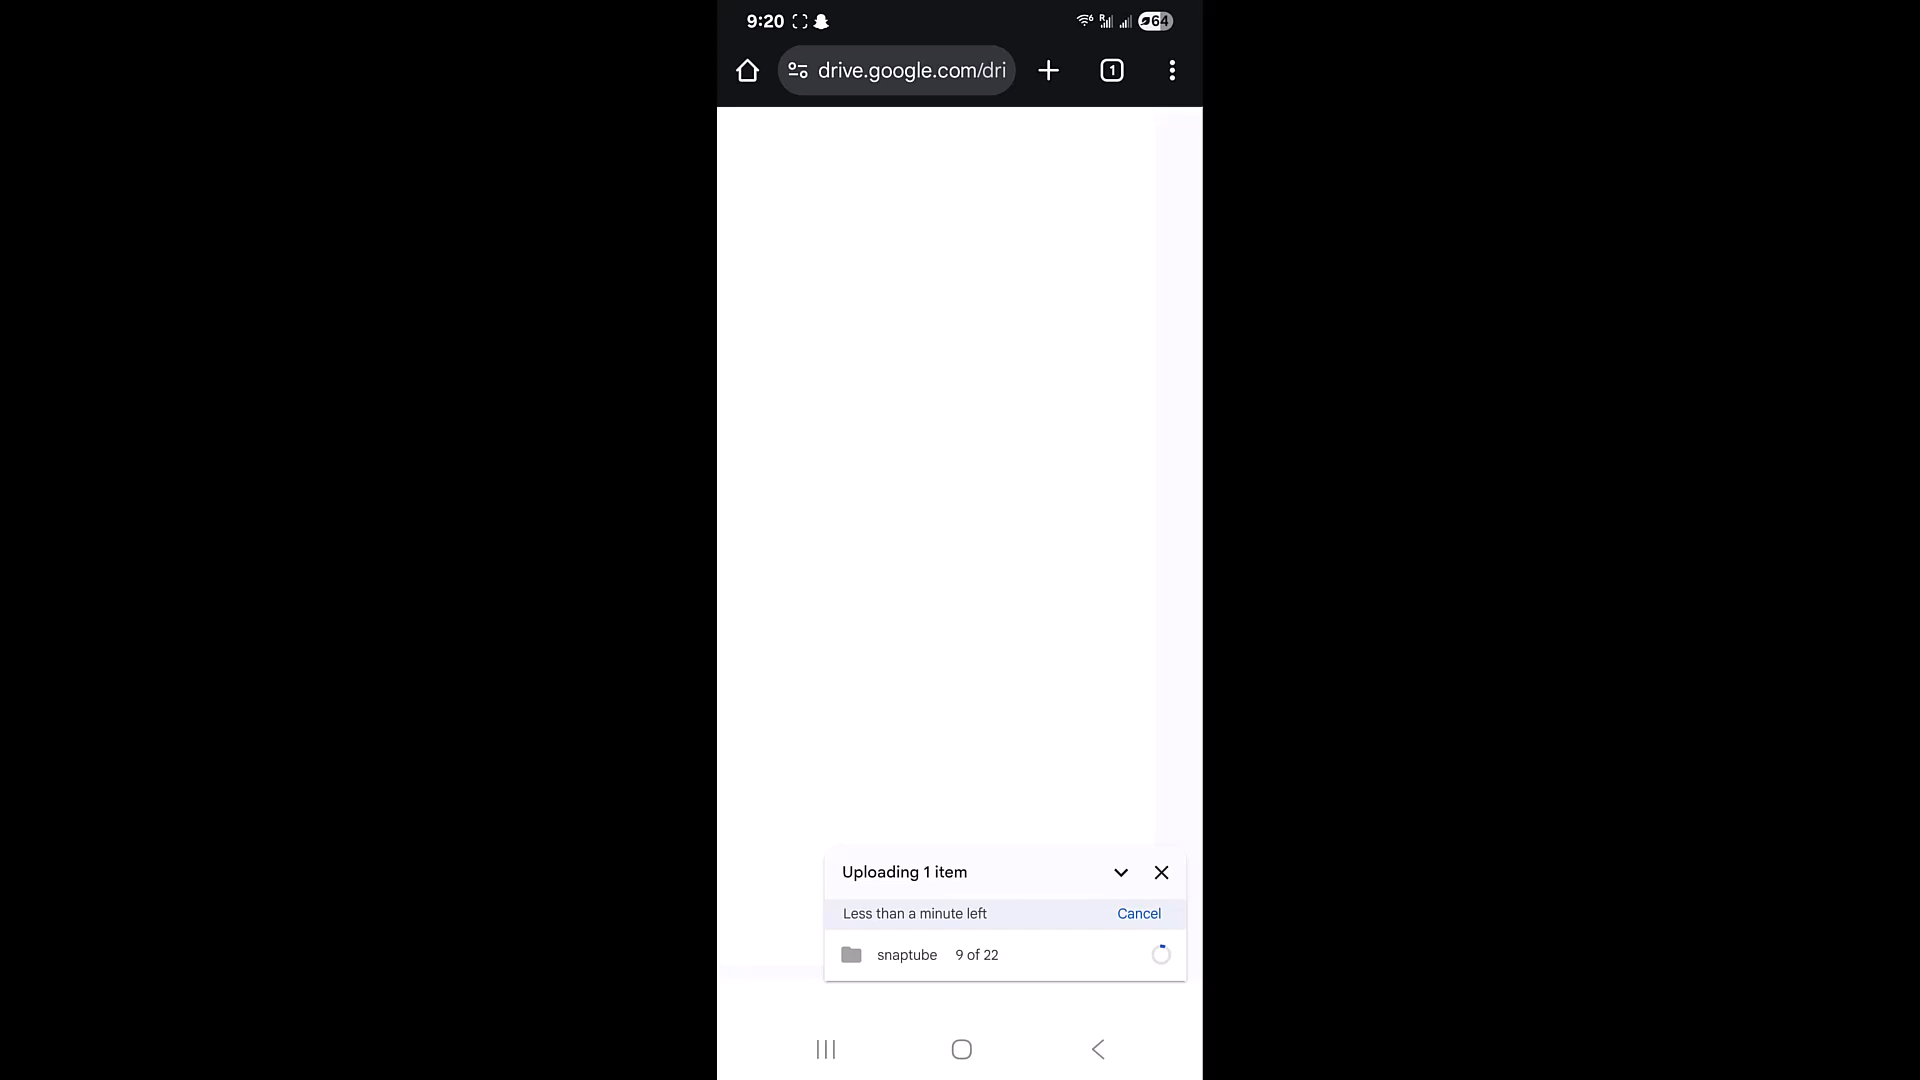 9:20
64
drive.google.com/dri
1
Uploading 1 item
Less than a minute left
Cancel
snaptube 9 of 22